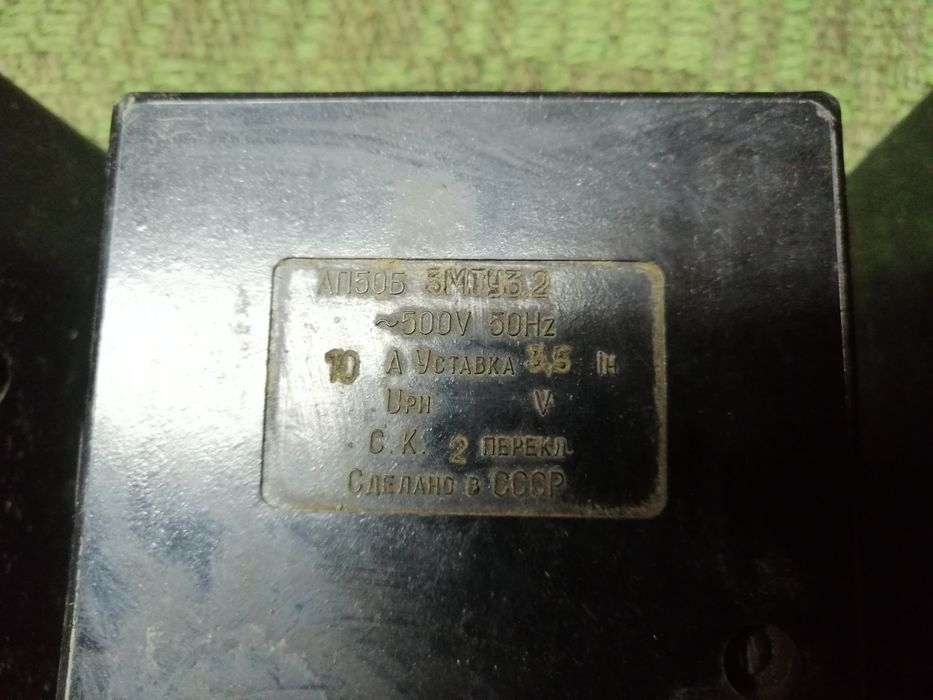 АП50Б 3МТУ3.2
~500V 50Hz
10 А Уставка 3,5 Iн
Uрн V
С. К. 2 перекл.
Сделано в СССР